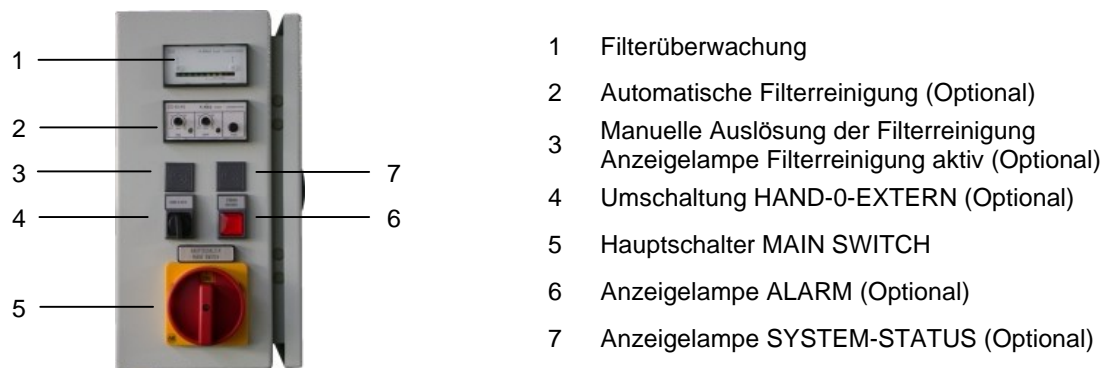 1 Filterüberwachung
2 Automatische Filterreinigung (Optional)
3 Manuelle Auslösung der Filterreinigung
Anzeigelampe Filterreinigung aktiv (Optional)
4 Umschaltung HAND-0-EXTERN (Optional)
5 Hauptschalter MAIN SWITCH
6 Anzeigelampe ALARM (Optional)
7 Anzeigelampe SYSTEM-STATUS (Optional)
1
2
3
7
4
6
5